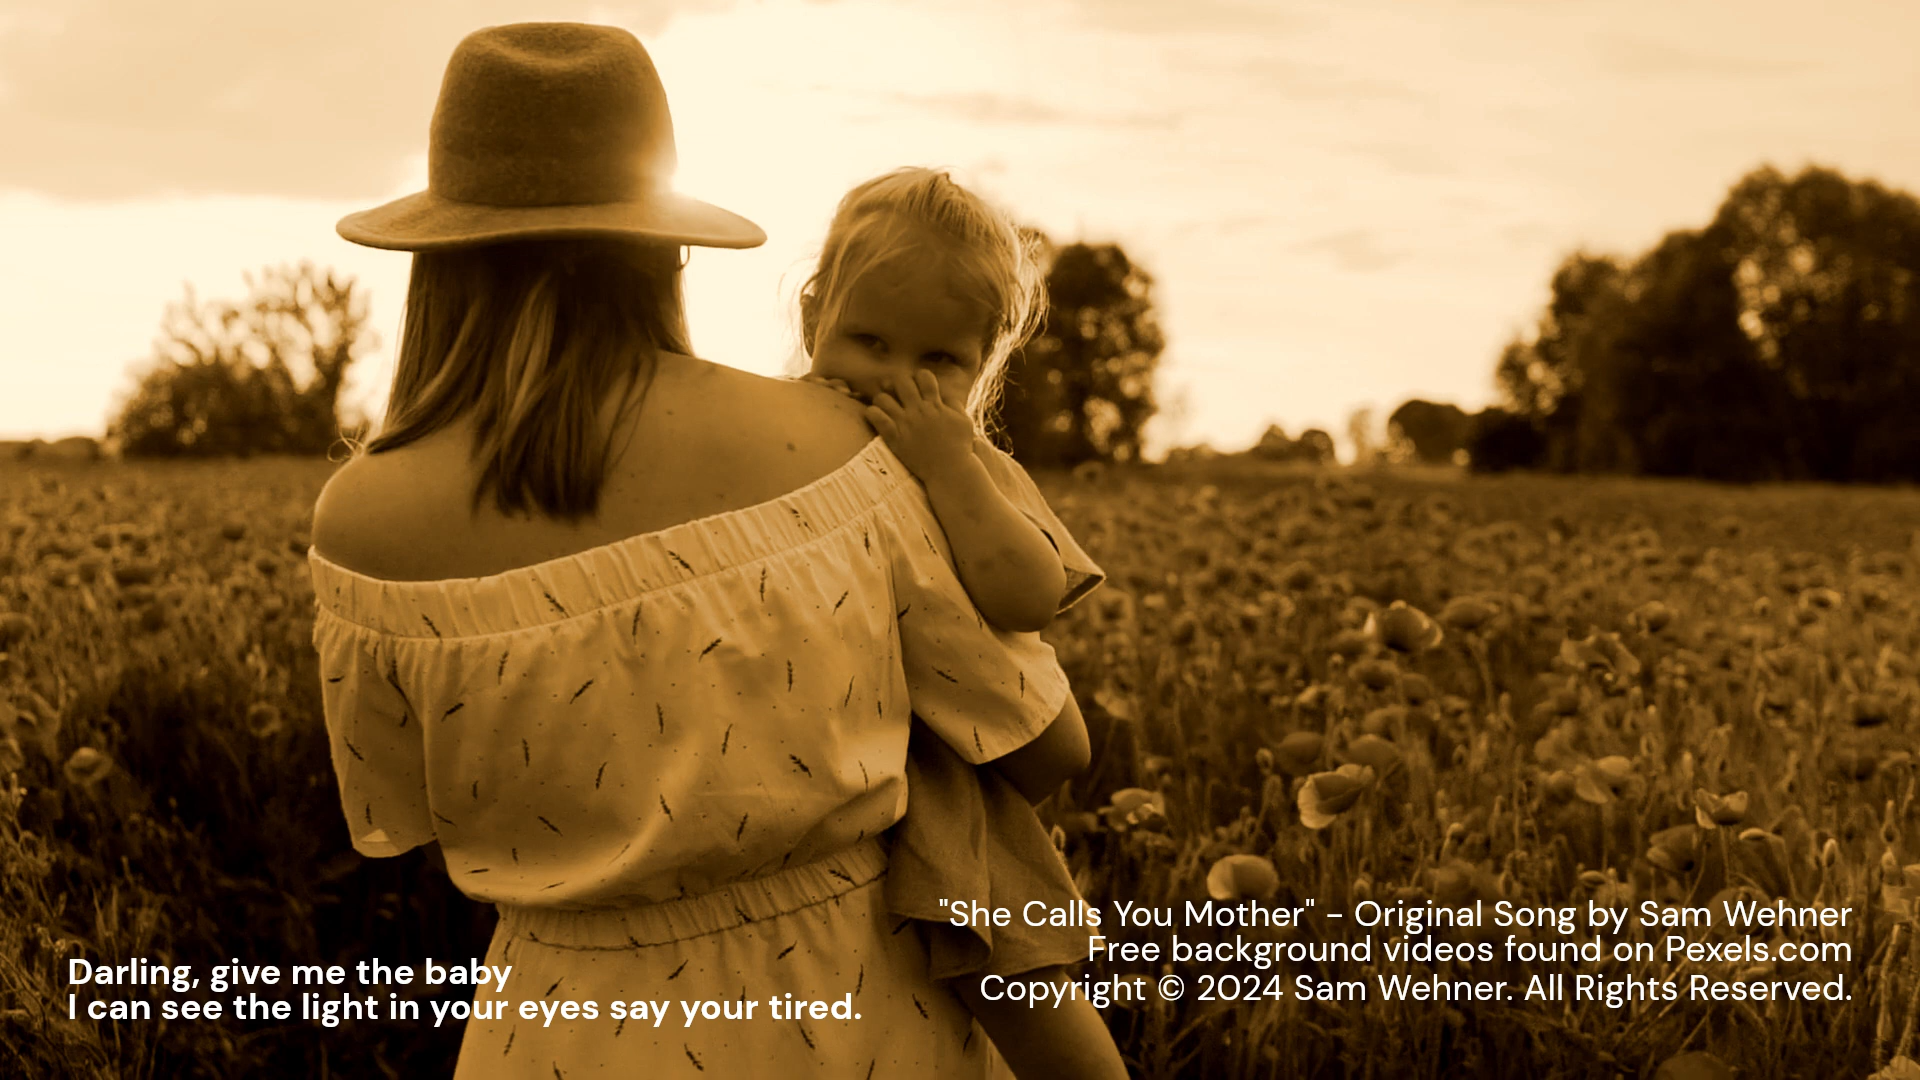 Darling, give me the baby
I can see the light in your eyes say your tired.
"She Calls You Mother" - Original Song by Sam Wehner
Free background videos found on Pexels.com
Copyright © 2024 Sam Wehner. All Rights Reserved.